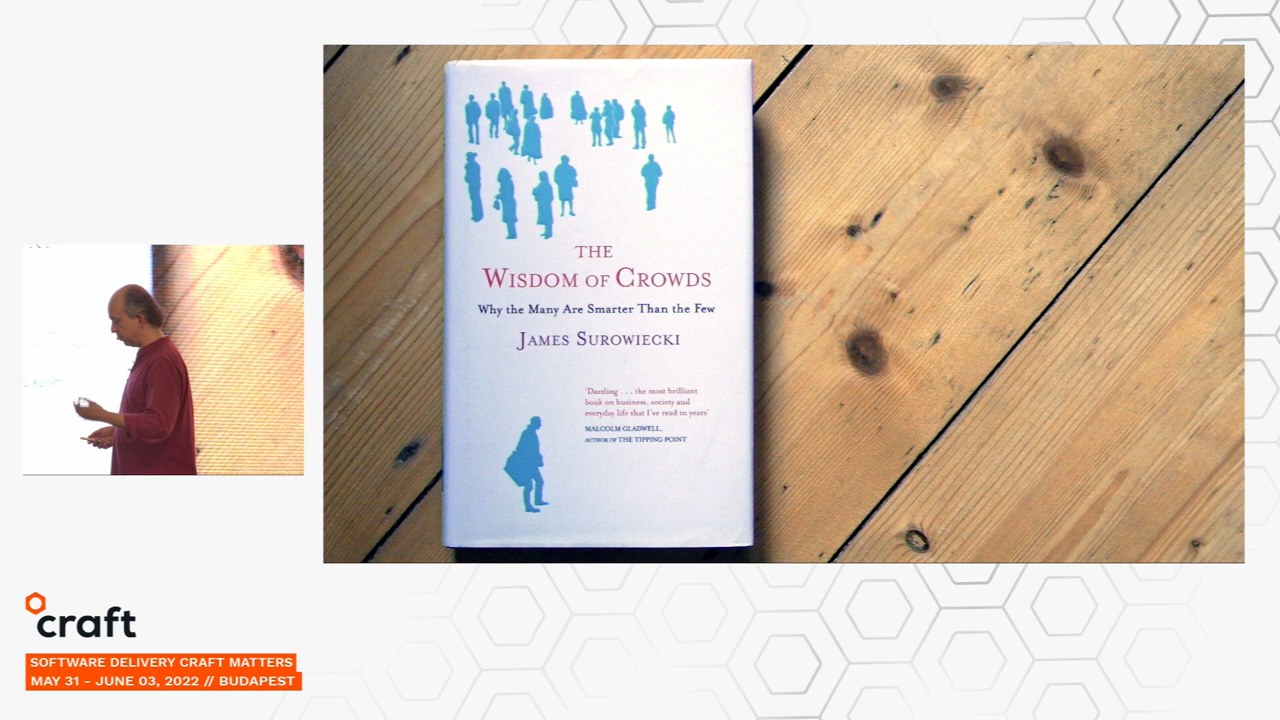 THE
WISDOM OF CROWDS
Why the Many Are Smarter Than the Few
JAMES SUROWIECKI
'Dazzling . . . the most brilliant
book on business, society and
everyday life that I've read in years'
MALCOLM GLADWELL,
AUTHOR OF THE TIPPING POINT
craft
SOFTWARE DELIVERY CRAFT MATTERS
MAY 31 - JUNE 03, 2022 // BUDAPEST